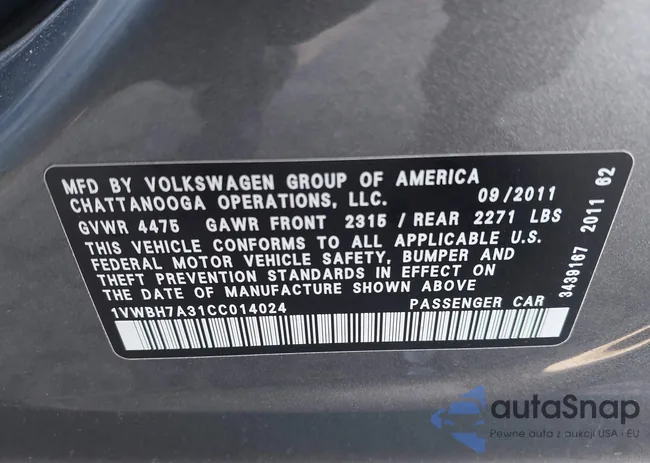 MFD BY VOLKSWAGEN GROUP OF AMERICA
CHATTANOOGA OPERATIONS, LLC. 09/2011
GVWR 4475 GAWR FRONT 2315 / REAR 2271 LBS
THIS VEHICLE CONFORMS TO ALL APPLICABLE U.S.
FEDERAL MOTOR VEHICLE SAFETY, BUMPER AND
THEFT PREVENTION STANDARDS IN EFFECT ON
THE DATE OF MANUFACTURE SHOWN ABOVE
1VWBH7A31CC014024 PASSENGER CAR
3439167 2011 62
autoSnap
Pewne auta z aukcji USA i EU